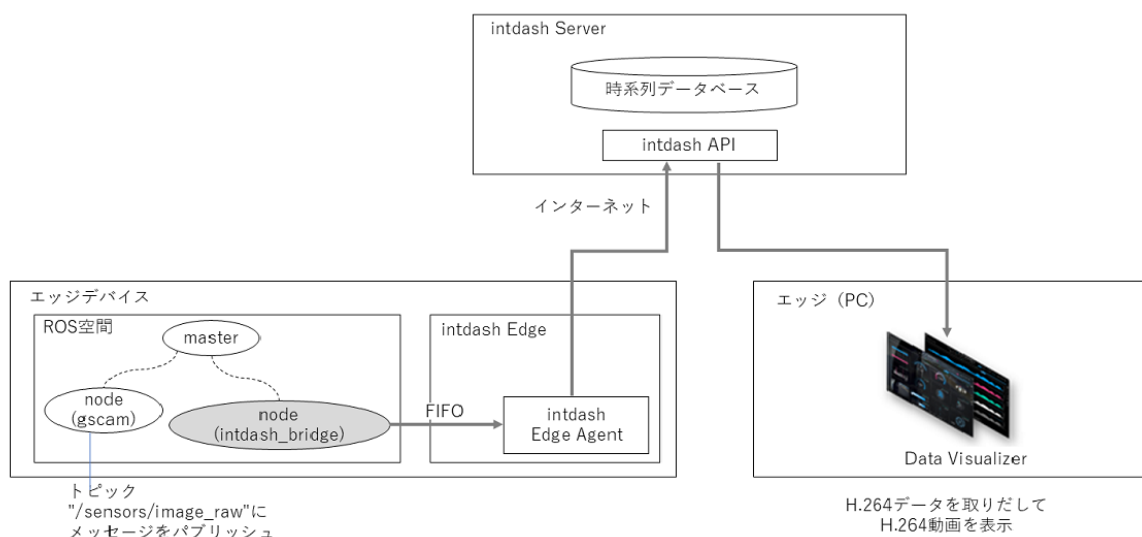 intdash Server
時系列データベース
intdash API
インターネット
エッジデバイス
ROS空間
master
node
(gscam)
node
(intdash_bridge)
FIFO
intdash Edge
intdash
Edge Agent
トピック
"/sensors/image_raw"に
メッセージをパブリッシュ
エッジ（PC）
Data Visualizer
H.264データを取りだして
H.264動画を表示